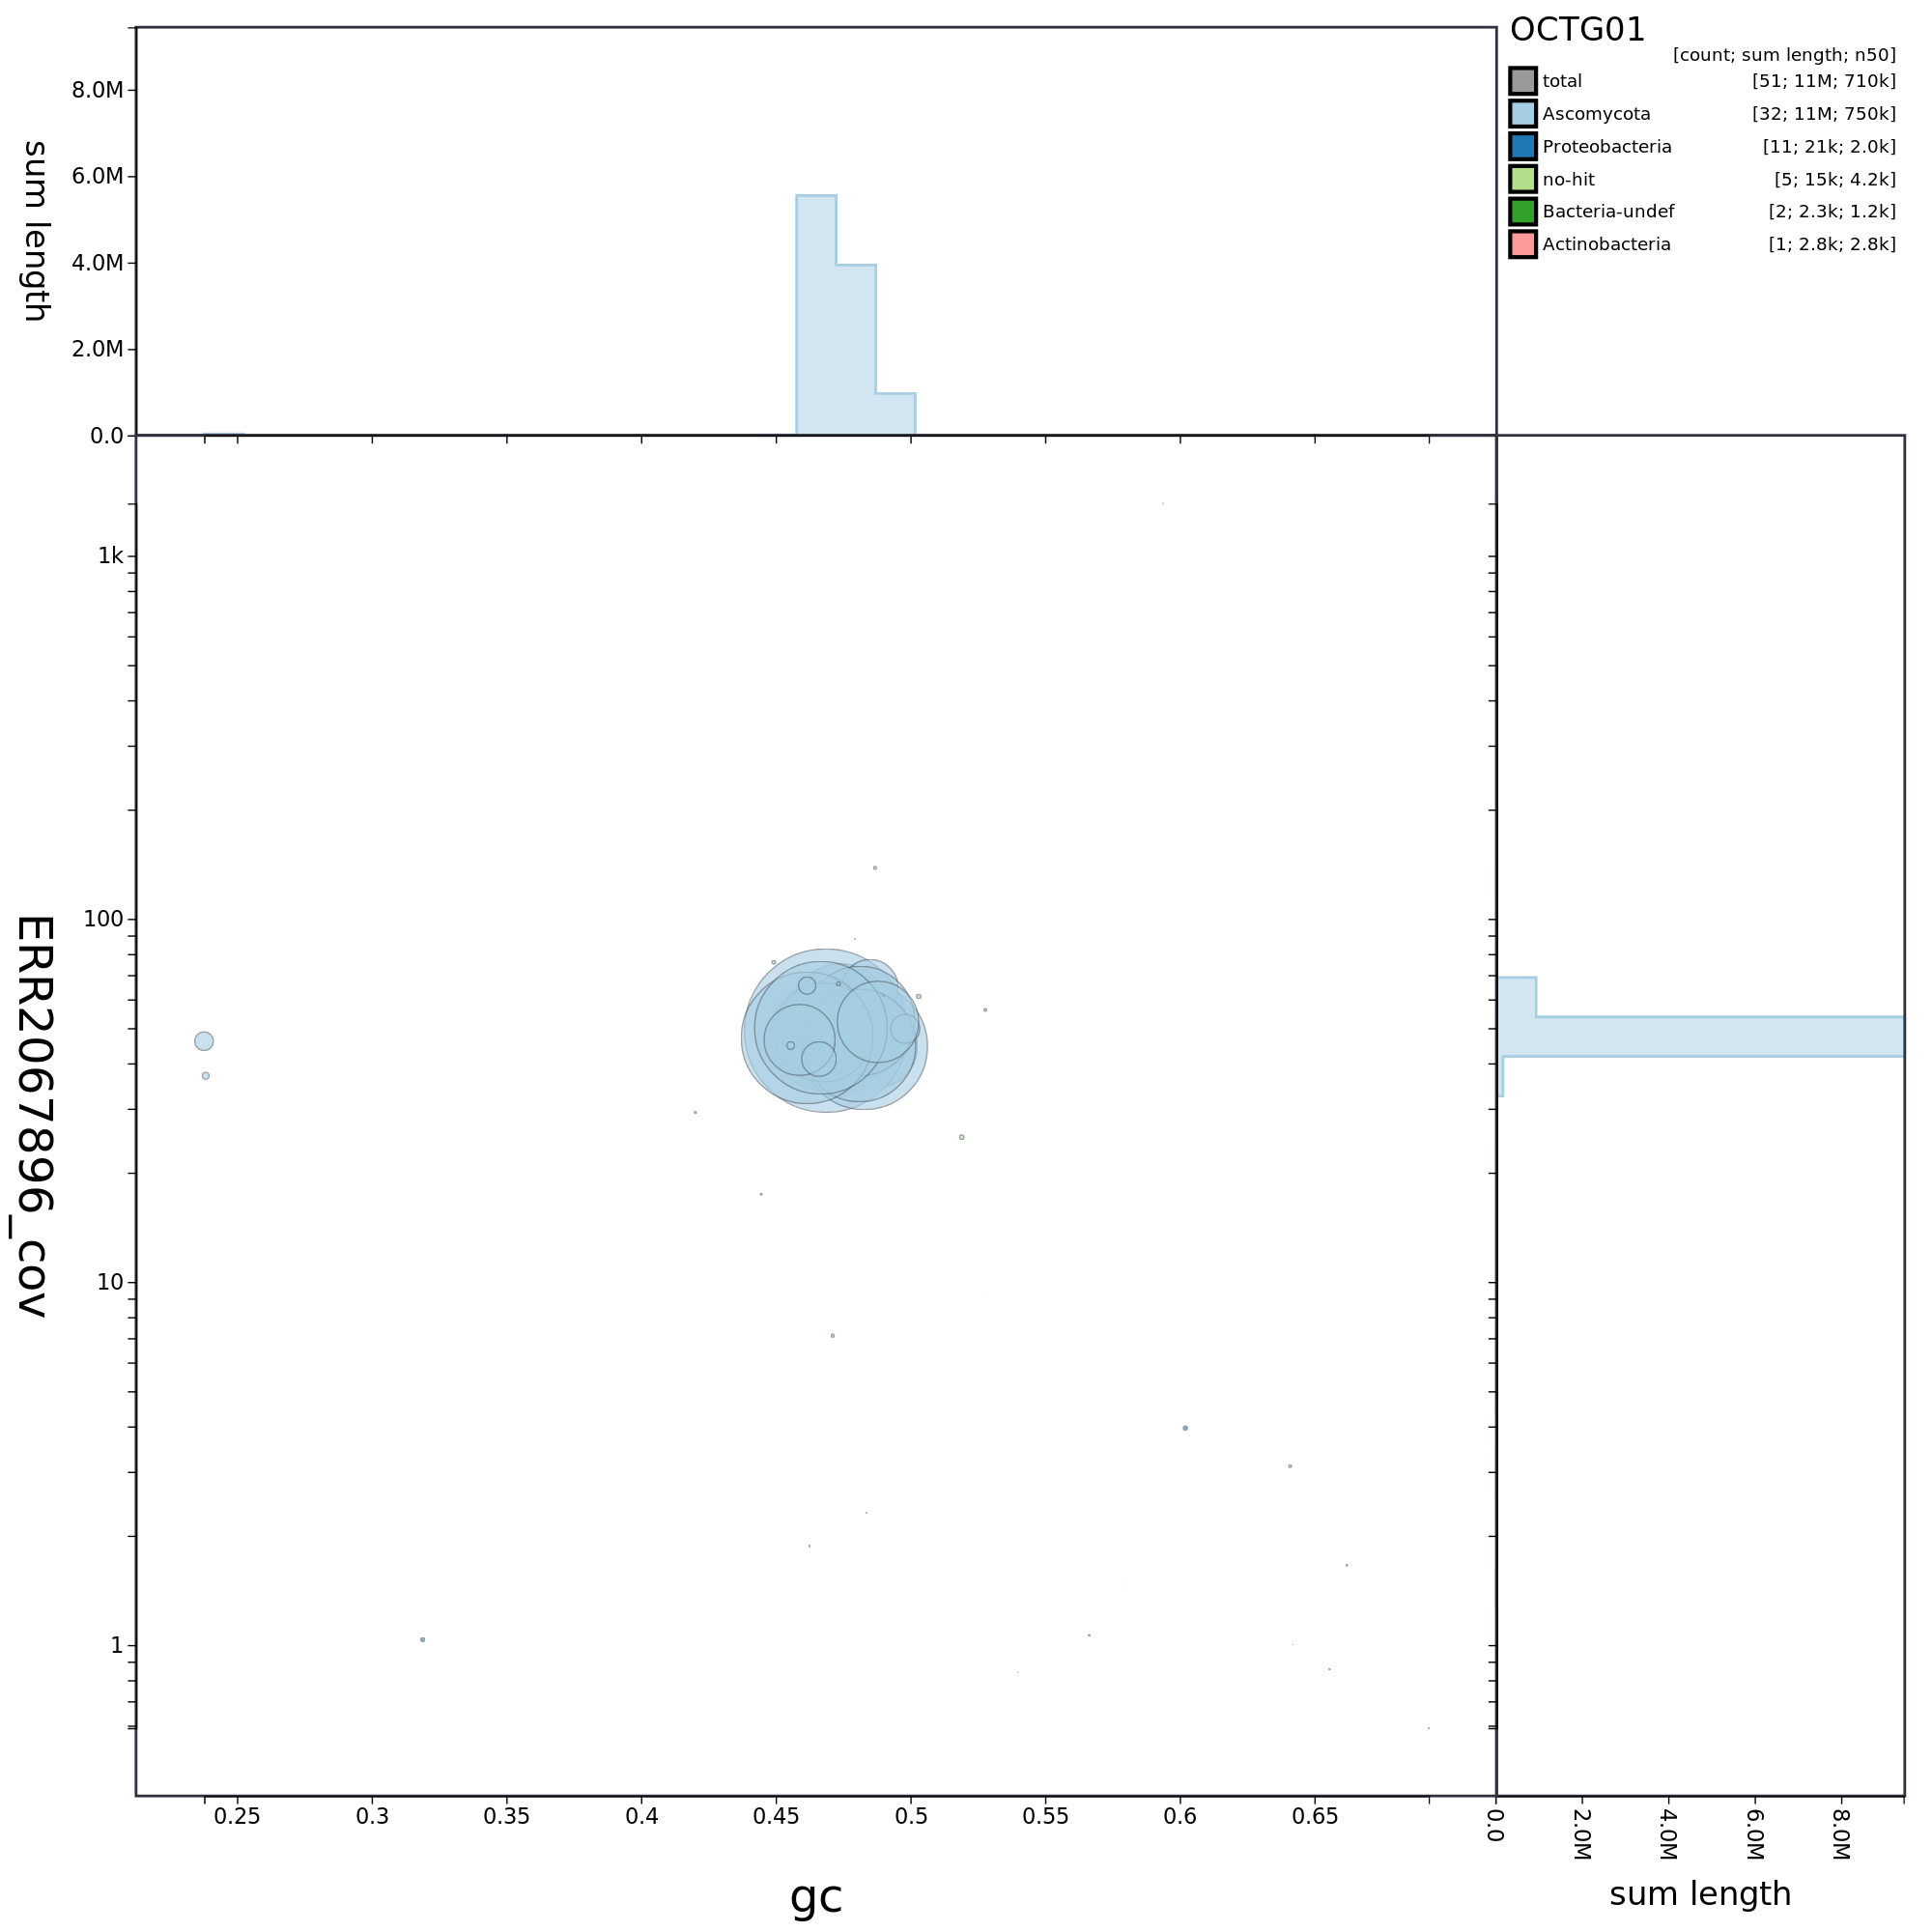 OCTG01
[count; sum length; n50]
total [51; 11M; 710k]
Ascomycota [32; 11M; 750k]
Proteobacteria [11; 21k; 2.0k]
no-hit [5; 15k; 4.2k]
Bacteria-undef [2; 2.3k; 1.2k]
Actinobacteria [1; 2.8k; 2.8k]
sum length
8.0M
6.0M
4.0M
2.0M
0.0
ERR2067896_cov
1k
100
10
1
0.25 0.3 0.35 0.4 0.45 0.5 0.55 0.6 0.65
gc
0.0 2.0M 4.0M 6.0M 8.0M
sum length